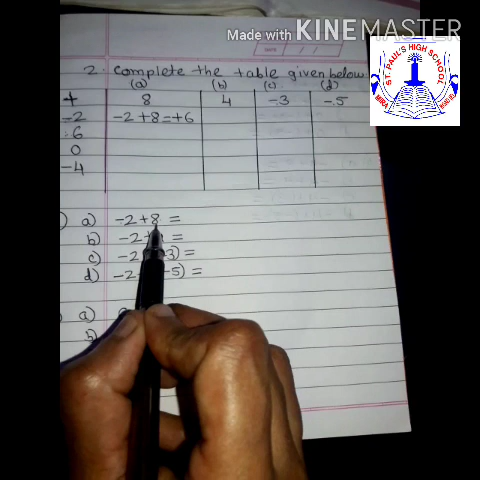 Made with KINEMASTER
ST. PAUL'S HIGH SCHOOL
DATE / /
2. Complete the table given below
(a) (b) (c) (d)
+ 8 4 -3 -5
-2 -2+8=+6
6
0
-4
a) -2+8 =
b) -2+ =
c) -2 3) =
d) -2 -5) =
a)
b)